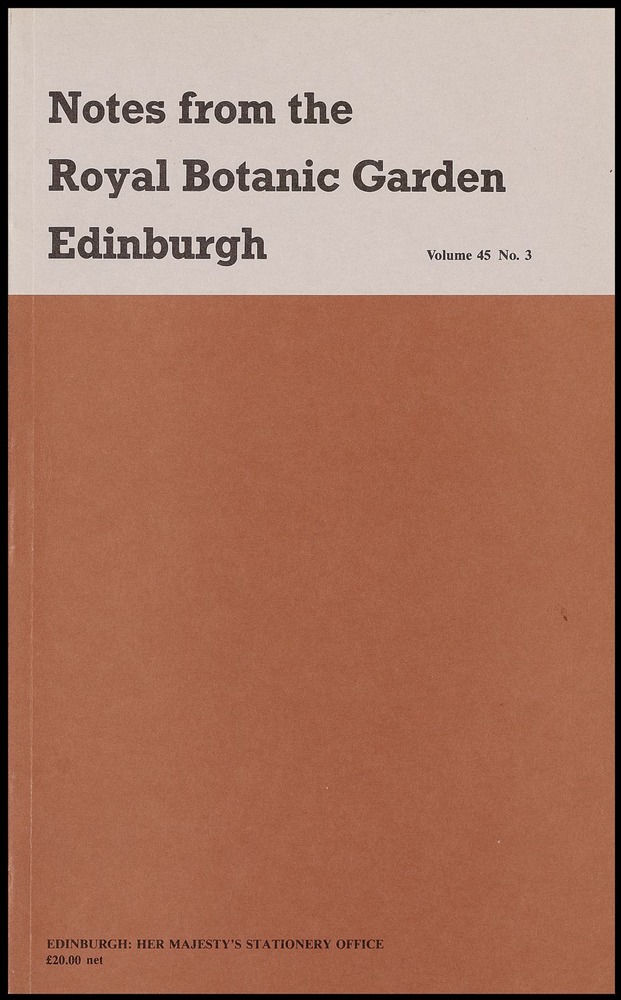 Notes from the
Royal Botanic Garden
Edinburgh
Volume 45 No. 3
EDINBURGH: HER MAJESTY'S STATIONERY OFFICE
£20.00 net